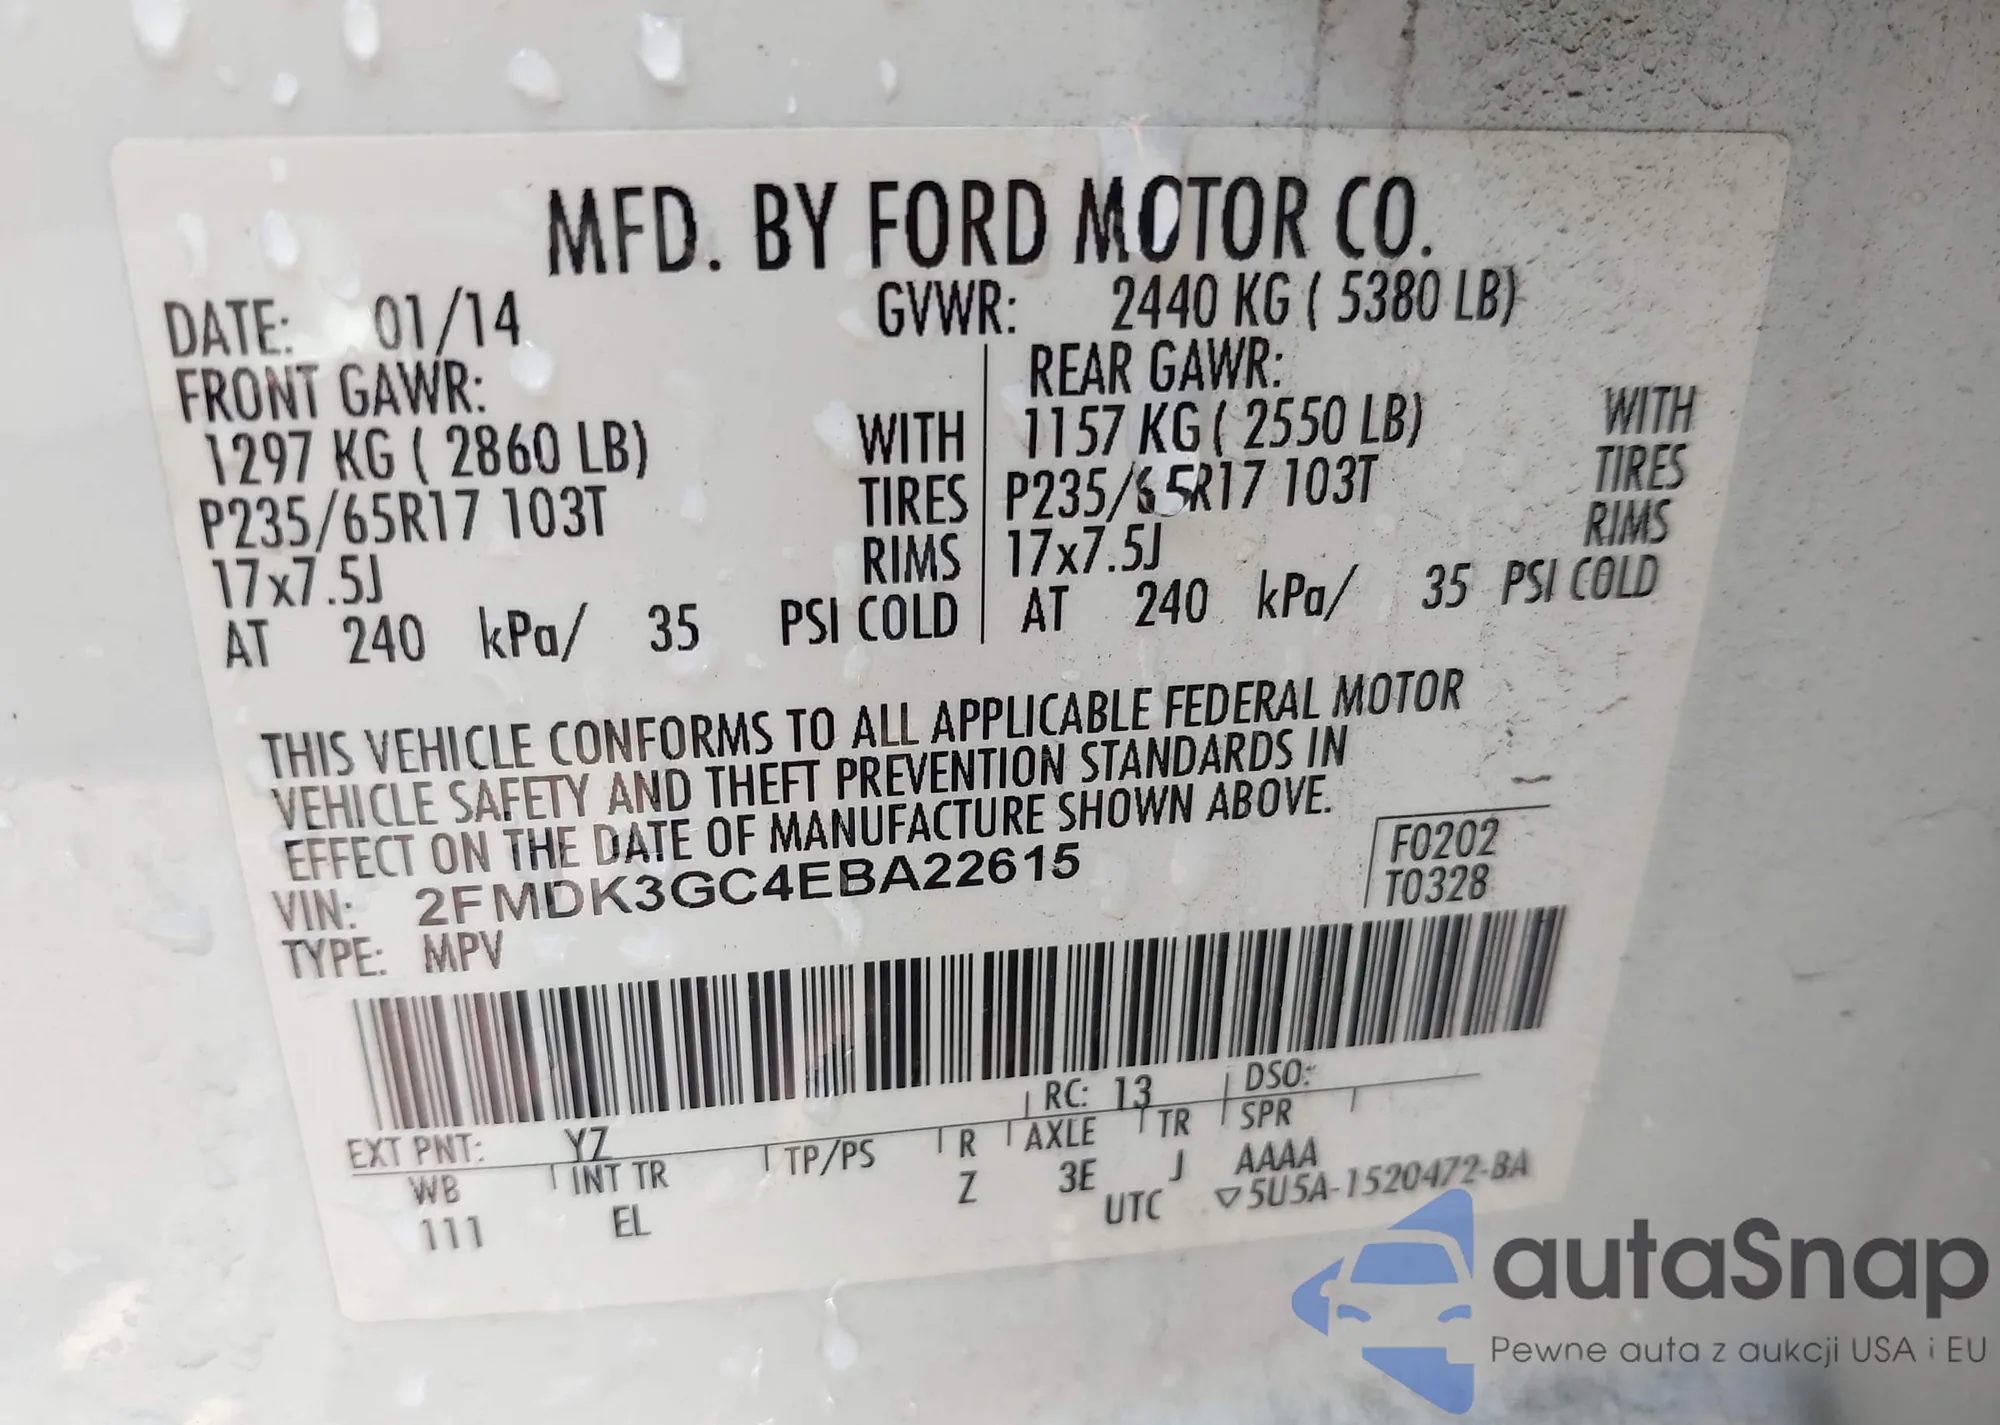 MFD. BY FORD MOTOR CO.
DATE: 01/14 GVWR: 2440 KG ( 5380 LB)
FRONT GAWR: REAR GAWR:
1297 KG ( 2860 LB) WITH 1157 KG ( 2550 LB) WITH
P235/65R17 103T TIRES P235/65R17 103T TIRES
17x7.5J RIMS 17x7.5J RIMS
AT 240 kPa/ 35 PSI COLD AT 240 kPa/ 35 PSI COLD
THIS VEHICLE CONFORMS TO ALL APPLICABLE FEDERAL MOTOR
VEHICLE SAFETY AND THEFT PREVENTION STANDARDS IN
EFFECT ON THE DATE OF MANUFACTURE SHOWN ABOVE.
VIN: 2FMDK3GC4EBA22615 F0202
TYPE: MPV T0328
EXT PNT: YZ RC: 13 DSO:
WB INT TR TP/PS R AXLE TR SPR
111 EL Z 3E J AAAA
UTC ▽5U5A-1520472-BA
autaSnap
Pewne auta z aukcji USA i EU